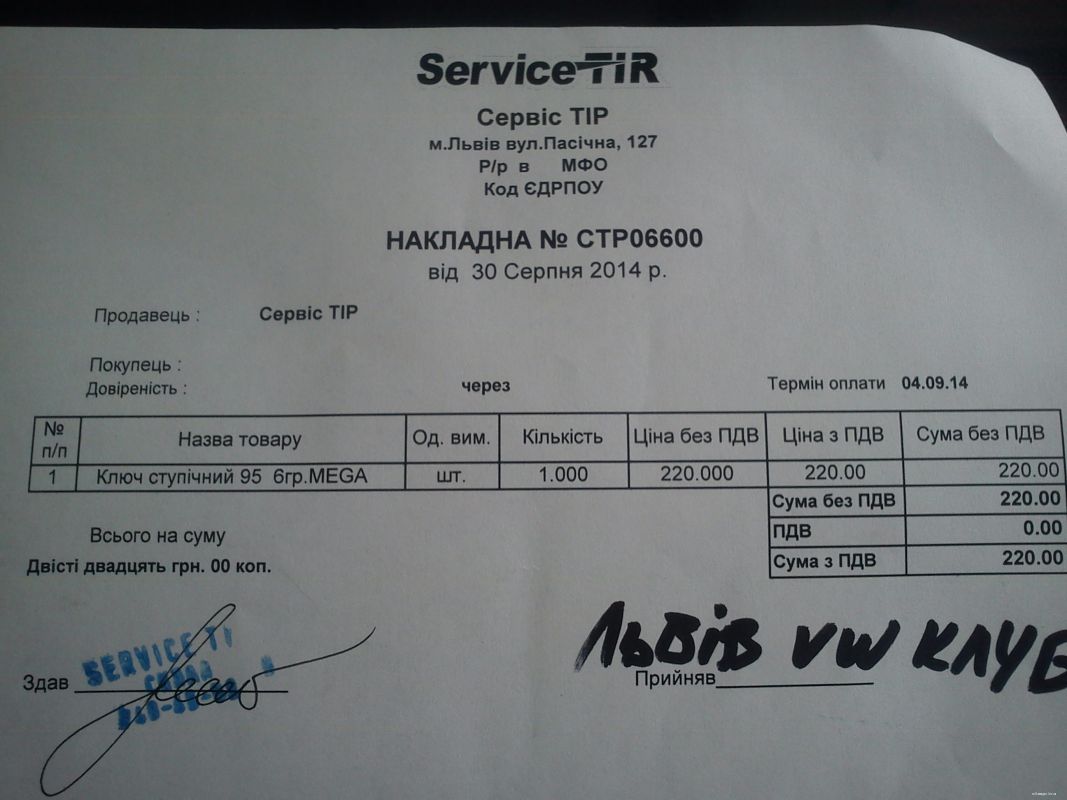 Service TIR
Сервіс ТІР
м.Львів вул.Пасічна, 127
Р/р в МФО
Код ЄДРПОУ
НАКЛАДНА № СТР06600
від 30 Серпня 2014 р.
Продавець : Сервіс ТІР
Покупець :
Довіреність : через Термін оплати 04.09.14
№ п/п Назва товару Од. вим. Кількість Ціна без ПДВ Ціна з ПДВ Сума без ПДВ
1 Ключ ступічний 95 6гр.MEGA шт. 1.000 220.000 220.00 220.00
Сума без ПДВ 220.00
ПДВ 0.00
Сума з ПДВ 220.00
Всього на суму
Двісті двадцять грн. 00 коп.
SERVICE TI
ЛЬВІВ VW КЛУБ
Здав Прийняв